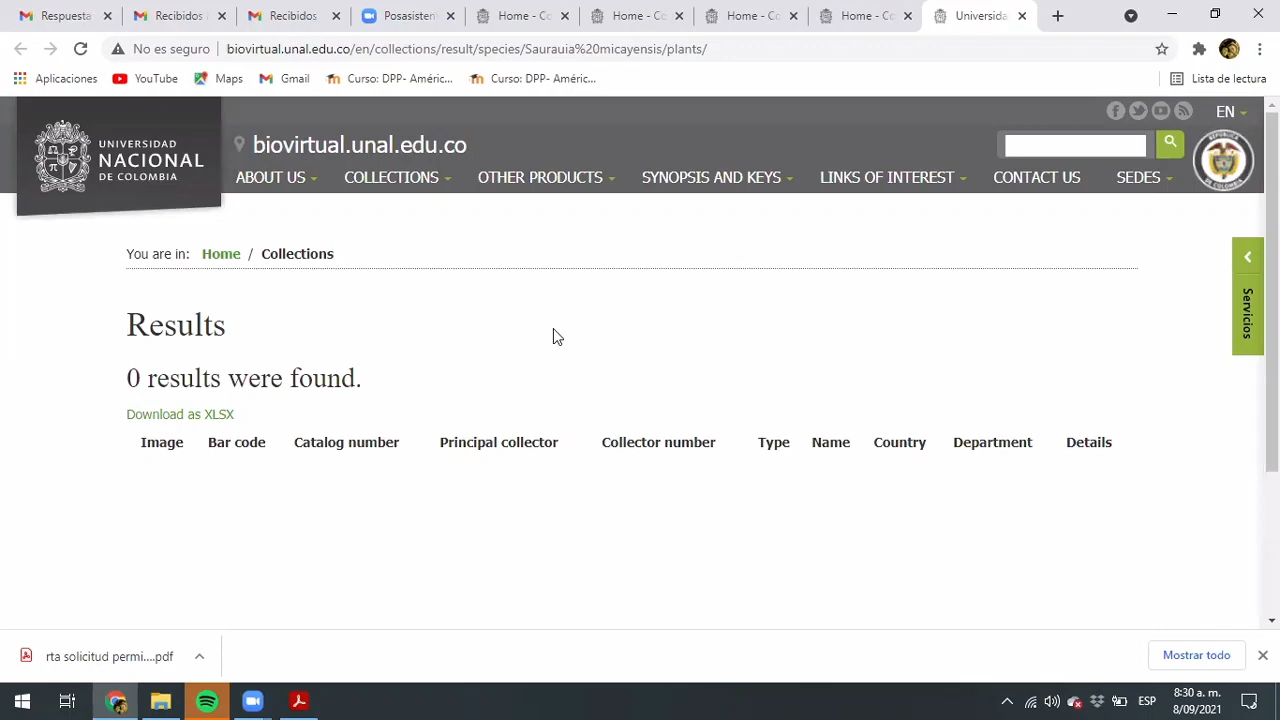 Respuesta
Recibidos
Recibidos
Posasisten
Home - Co
Home - Co
Home - Co
Home - Co
Universida
No es seguro
biovirtual.unal.edu.co/en/collections/result/species/Saurauia%20micayensis/plants/
Aplicaciones
YouTube
Maps
Gmail
Curso: DPP- Améric...
Curso: DPP- Améric...
Lista de lectura
UNIVERSIDAD
NACIONAL
DE COLOMBIA
biovirtual.unal.edu.co
EN
ABOUT US
COLLECTIONS
OTHER PRODUCTS
SYNOPSIS AND KEYS
LINKS OF INTEREST
CONTACT US
SEDES
You are in: Home / Collections
Servicios
Results
0 results were found.
Download as XLSX
Image Bar code Catalog number Principal collector Collector number Type Name Country Department Details
rta solicitud permi....pdf
Mostrar todo
ESP
8:30 a. m.
8/09/2021